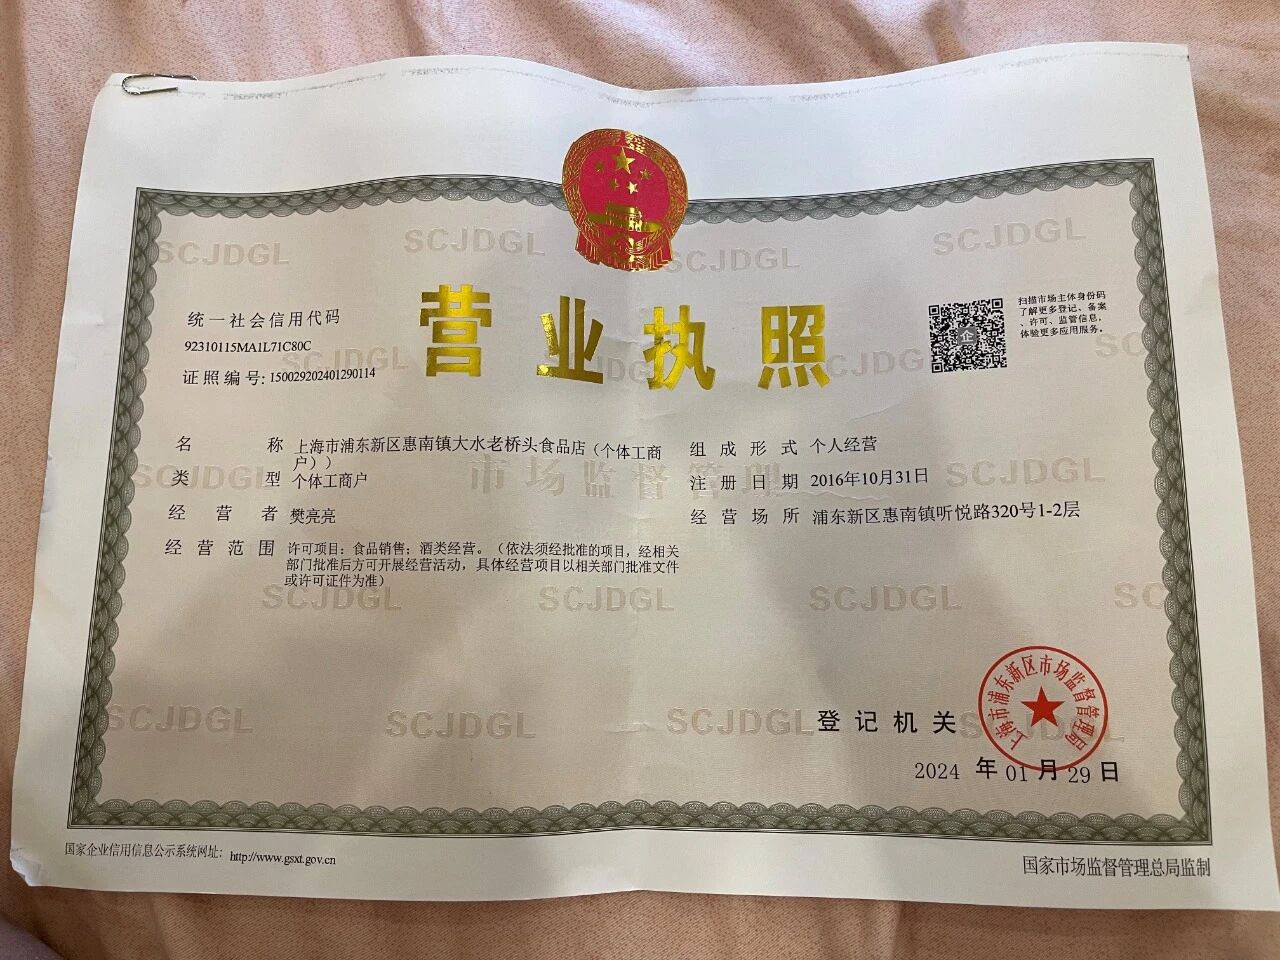 SCJDGL SCJDGL SCJDGL SCJDGL
营业执照
统一社会信用代码
92310115MA1L71C80C
证照编号: 150029202401290114
扫描市场主体身份码
了解更多登记、备案
、许可、监管信息,
体验更多应用服务。
企
SCJDGL
名 称 上海市浦东新区惠南镇大水老桥头食品店（个体工商
户））
类 型 个体工商户
经 营 者 樊亮亮
经 营 范 围 许可项目：食品销售；酒类经营。（依法须经批准的项目，经相关
部门批准后方可开展经营活动，具体经营项目以相关部门批准文件
或许可证件为准）
组 成 形 式 个人经营
注 册 日 期 2016年10月31日
经 营 场 所 浦东新区惠南镇听悦路320号1-2层
市场监督管理
SCJDGL SCJDGL
SCJDGL SCJDGL SCJDGL SC
SCJDGL SCJDGL SCJDGL
登 记 机 关
上海市浦东新区市场监督管理局
2024 年 01 月 29 日
国家企业信用信息公示系统网址： http://www.gsxt.gov.cn
国家市场监督管理总局监制